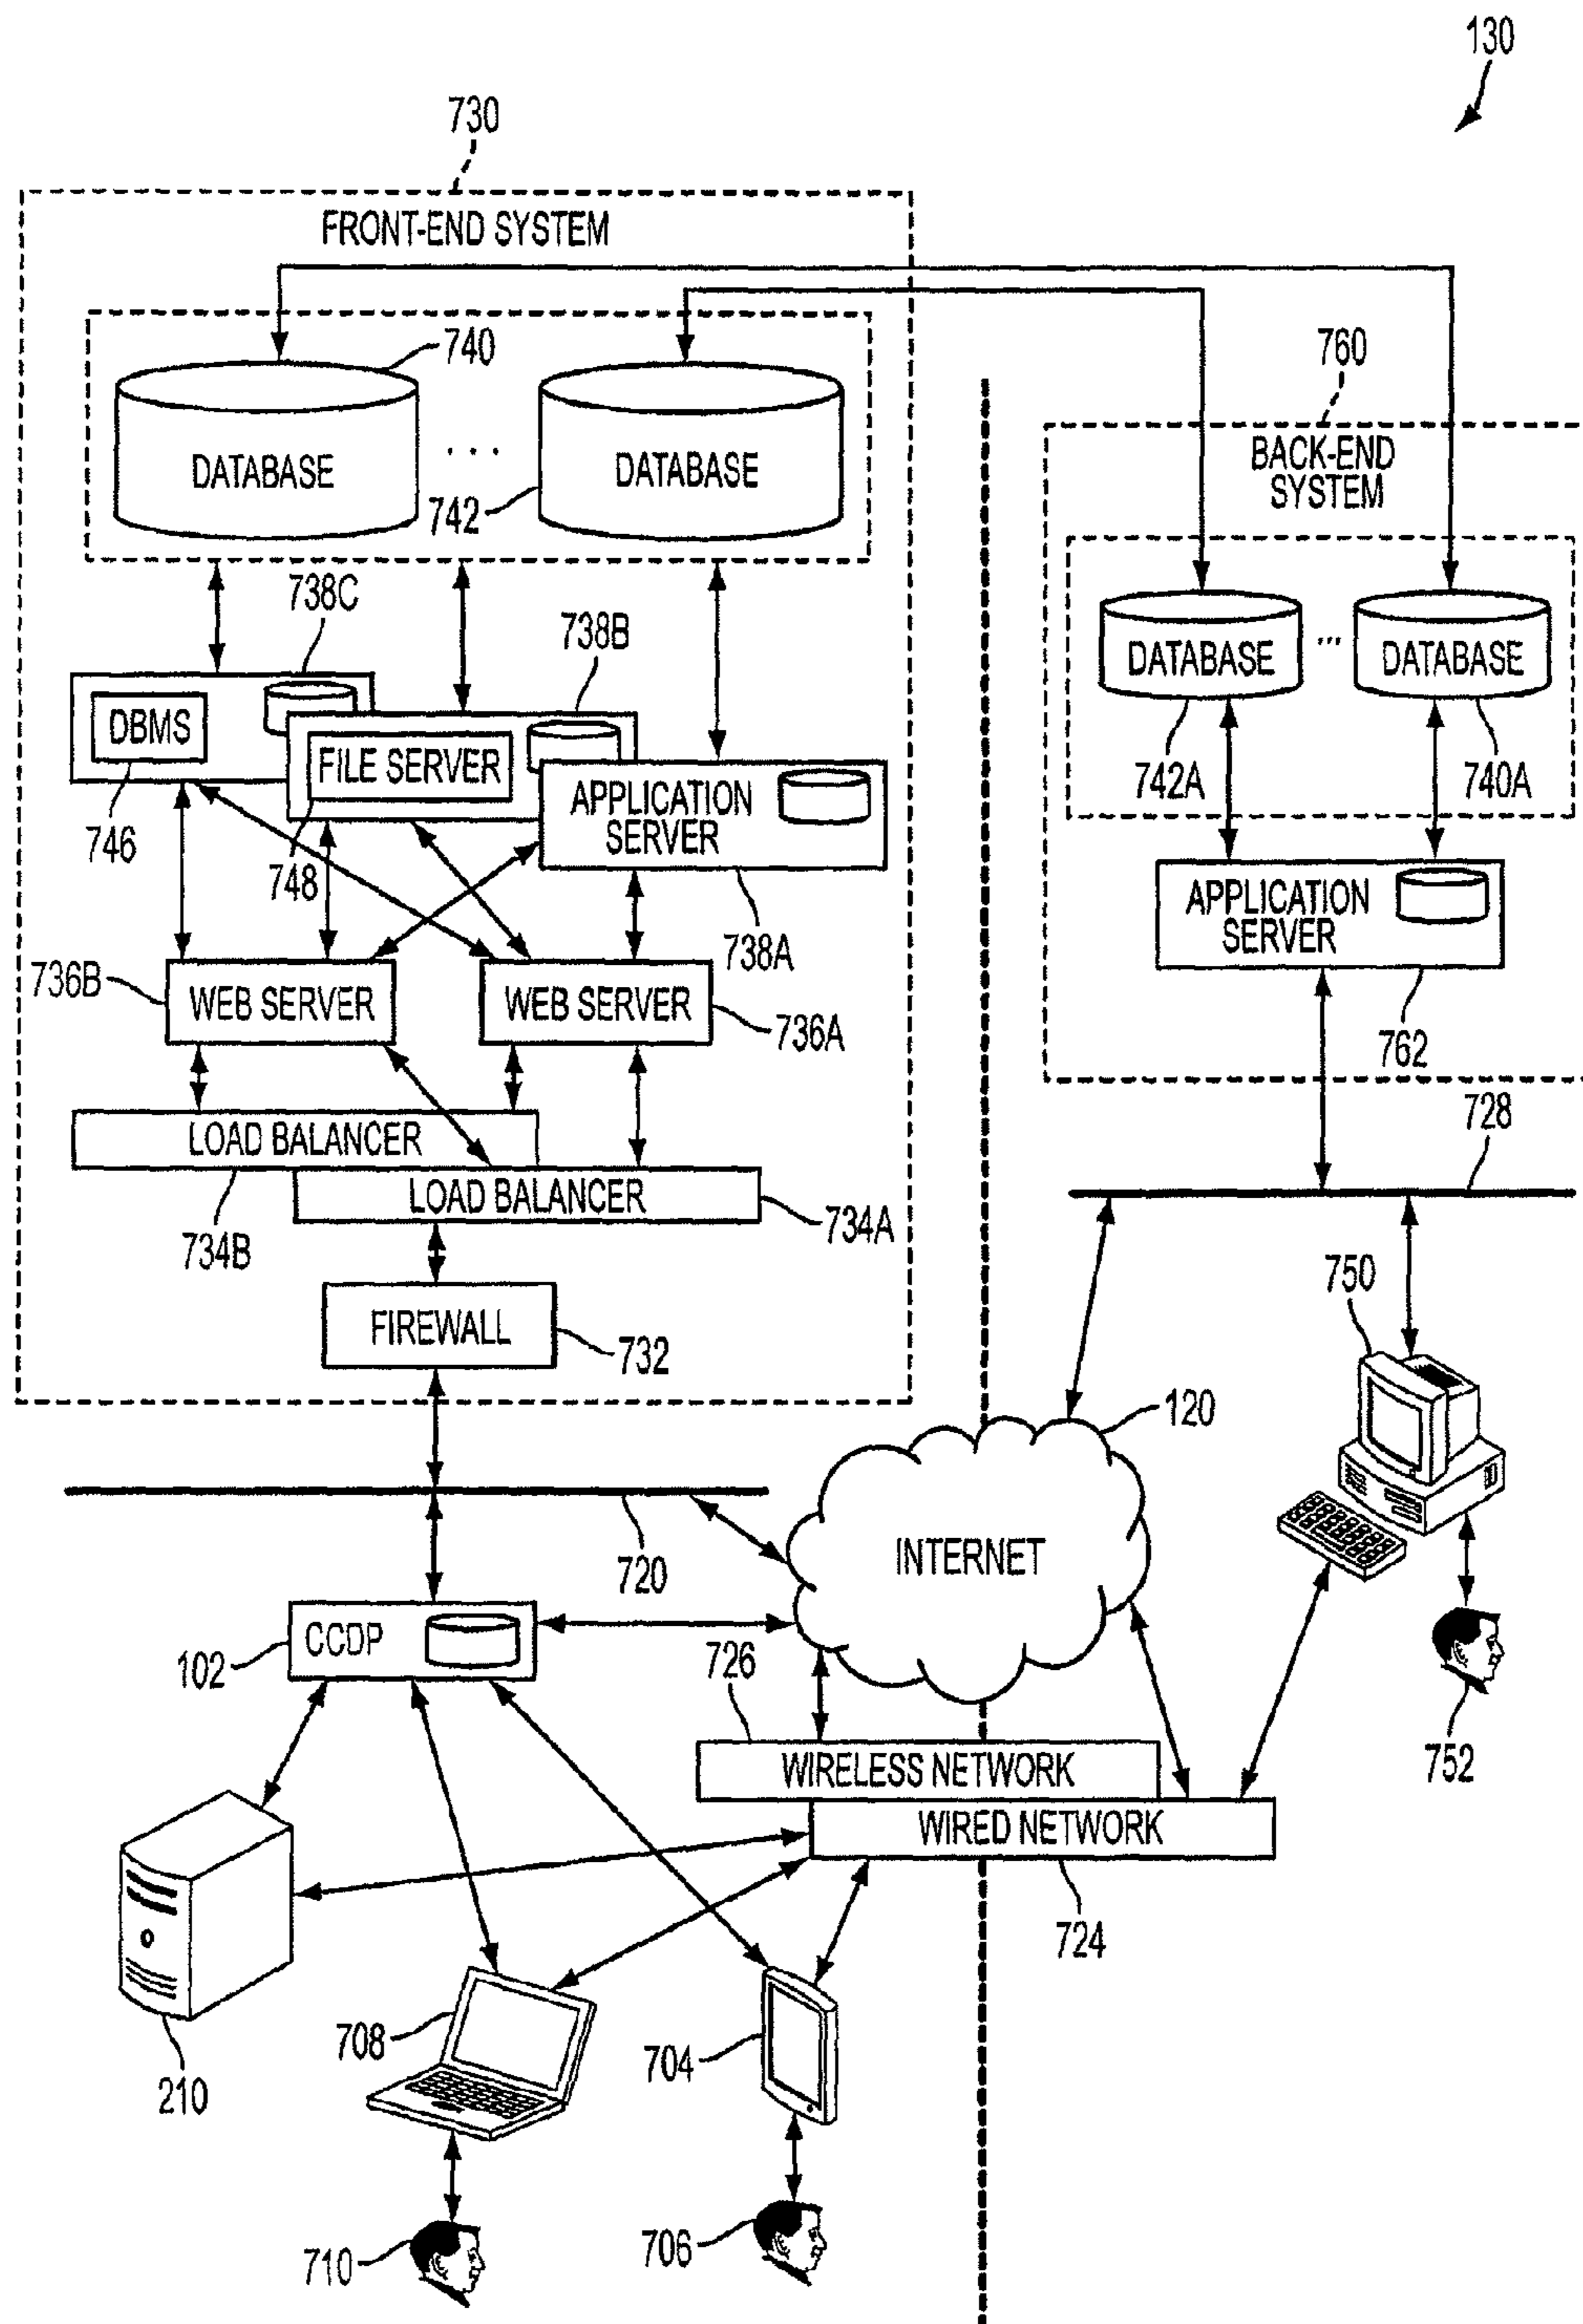 130
730
FRONT-END SYSTEM
740
DATABASE
. . .
DATABASE
742
760
BACK-END
SYSTEM
738C
738B
DATABASE
...
DATABASE
742A
740A
DBMS
746
FILE SERVER
748
APPLICATION
SERVER
738A
APPLICATION
SERVER
762
736B
WEB SERVER
WEB SERVER
736A
728
LOAD BALANCER
LOAD BALANCER
734B
734A
750
FIREWALL
732
120
INTERNET
720
102
CCDP
726
752
WIRELESS NETWORK
WIRED NETWORK
724
708
704
210
710
706